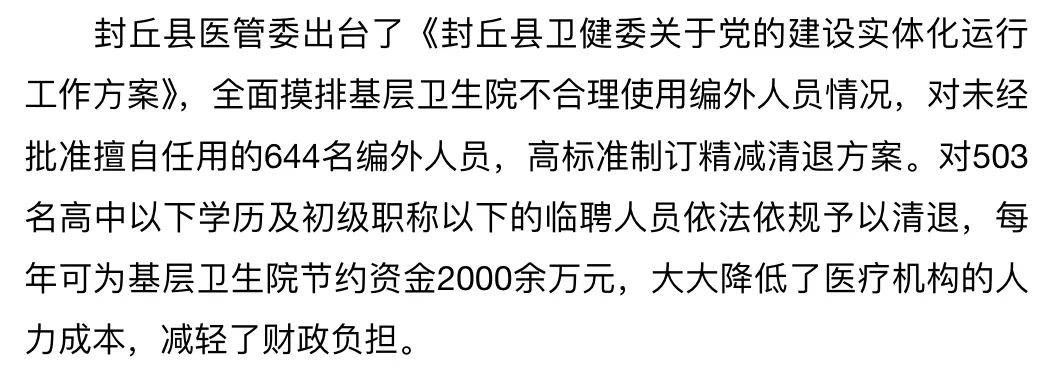 封丘县医管委出台了《封丘县卫健委关于党的建设实体化运行
工作方案》，全面摸排基层卫生院不合理使用编外人员情况，对未经
批准擅自任用的644名编外人员，高标准制订精减清退方案。对503
名高中以下学历及初级职称以下的临聘人员依法依规予以清退，每
年可为基层卫生院节约资金2000余万元，大大降低了医疗机构的人
力成本，减轻了财政负担。